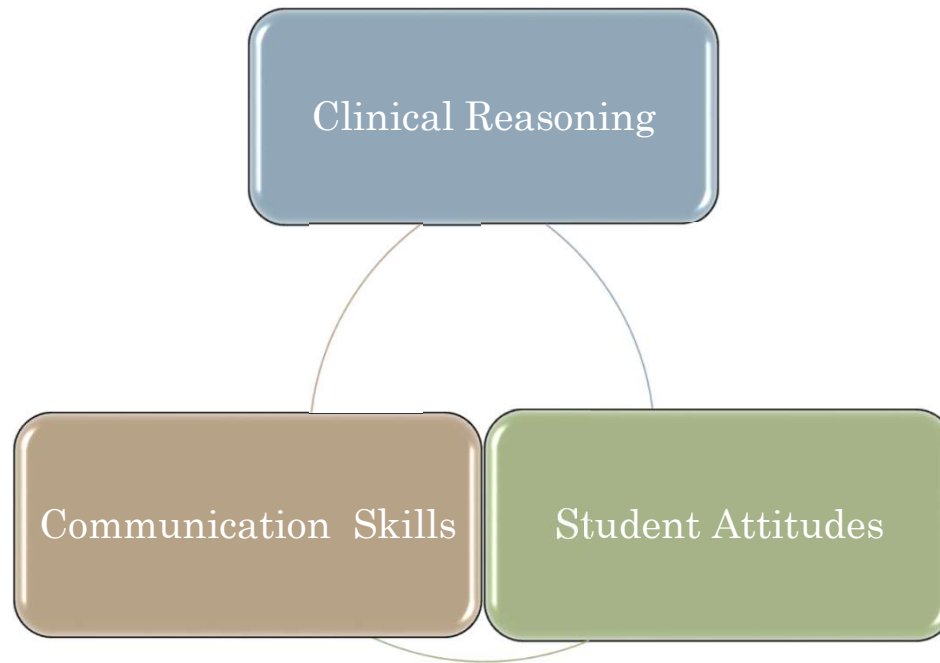 Clinical Reasoning
Communication Skills
Student Attitudes